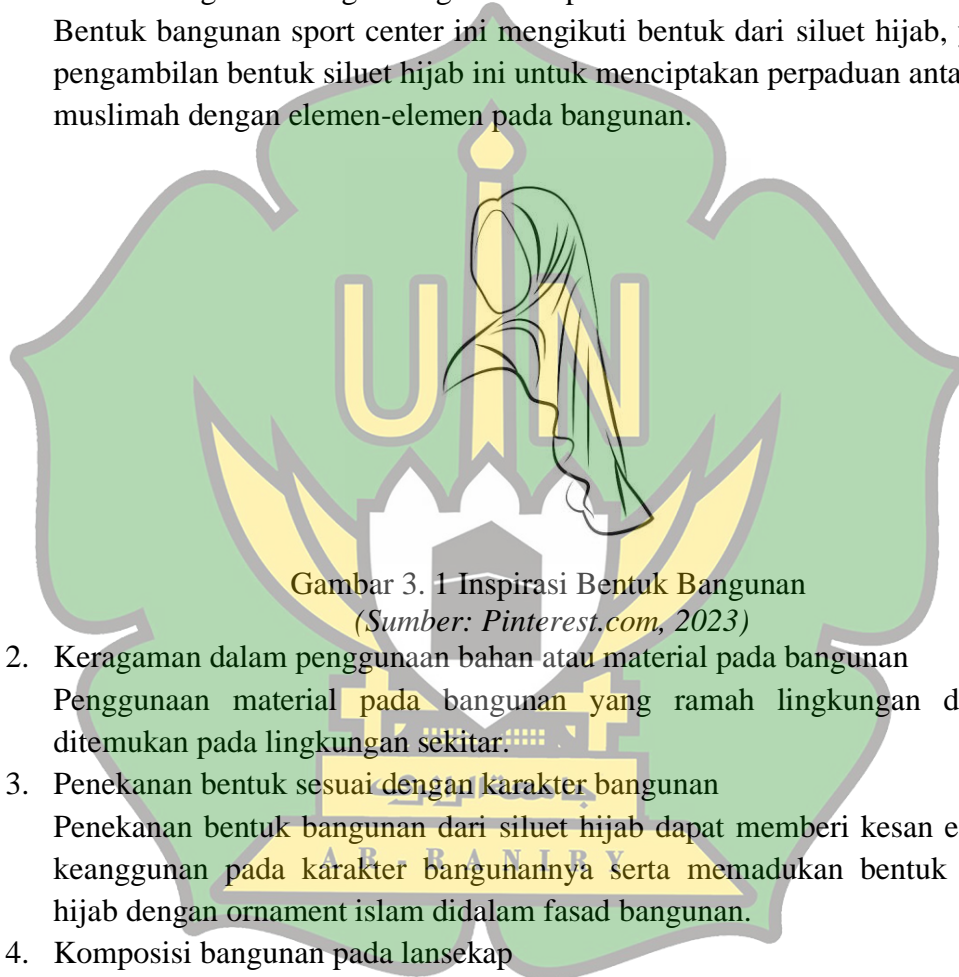 Bentuk bangunan sport center ini mengikuti bentuk dari siluet hijab,
pengambilan bentuk siluet hijab ini untuk menciptakan perpaduan
muslimah dengan elemen-elemen pada bangunan.
UIN
Gambar 3. 1 Inspirasi Bentuk Bangunan
(Sumber: Pinterest.com, 2023)
2. Keragaman dalam penggunaan bahan atau material pada bangunan
Penggunaan material pada bangunan yang ramah lingkungan
ditemukan pada lingkungan sekitar.
3. Penekanan bentuk sesuai dengan karakter bangunan
جامعة الرانري
Penekanan bentuk bangunan dari siluet hijab dapat memberi kesan
AR-RANIRY
keanggunan pada karakter bangunannya serta memadukan bentuk
hijab dengan ornament islam didalam fasad bangunan.
4. Komposisi bangunan pada lansekap